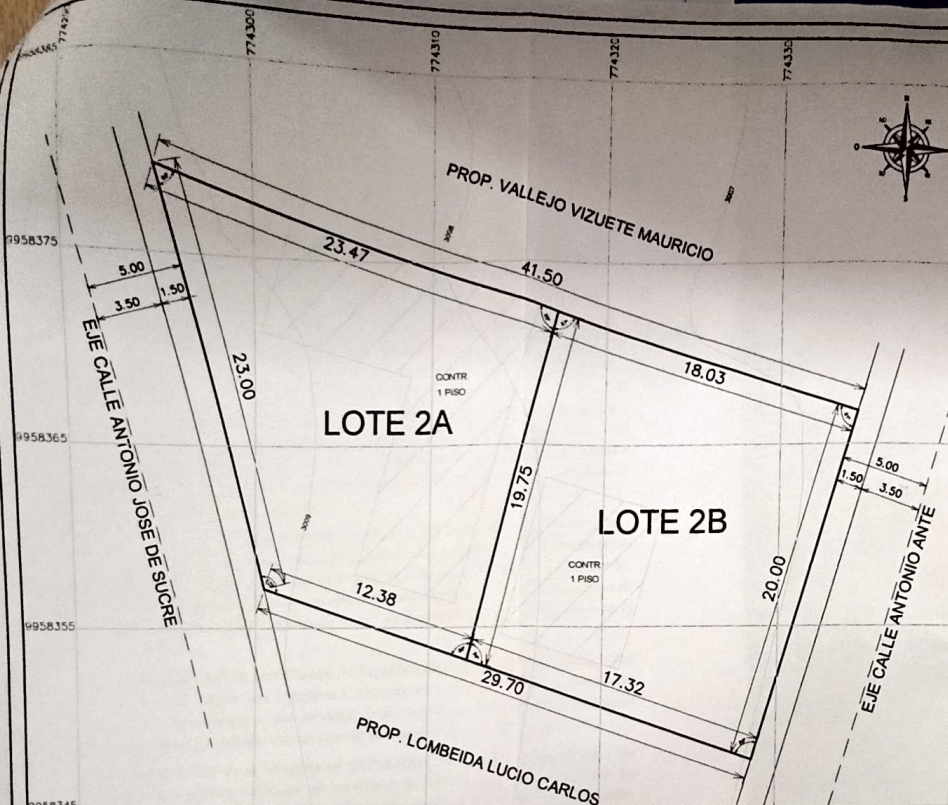 774300
774310
774320
774330
9958375
9958365
9958355
PROP. VALLEJO VIZUETE MAURICIO
41.50
23.47
18.03
5.00
3.50
1.50
23.00
CONTR
1 PISO
LOTE 2A
19.75
LOTE 2B
CONTR
1 PISO
20.00
5.00
1.50
3.50
12.38
17.32
29.70
PROP. LOMBEIDA LUCIO CARLOS
EJE CALLE ANTONIO JOSE DE SUCRE
EJE CALLE ANTONIO ANTE
3009